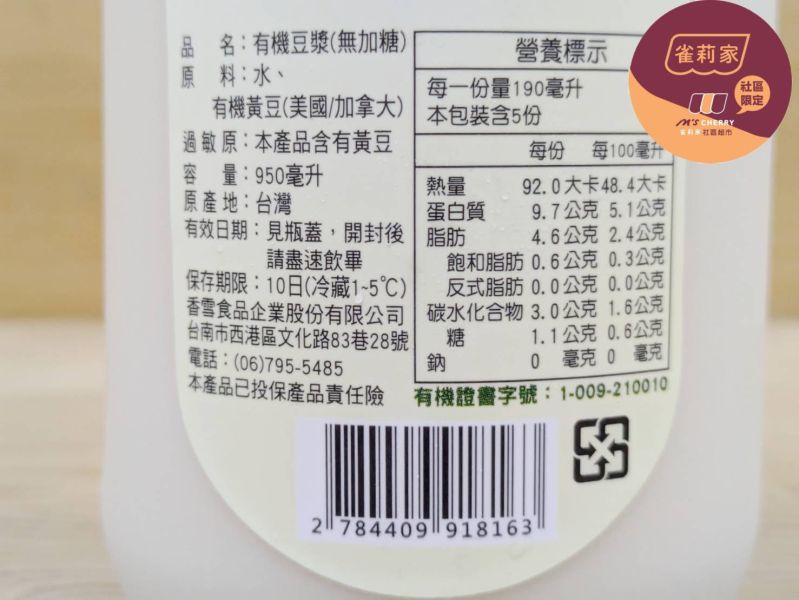 品　　名：有機豆漿(無加糖)
原　　料：水、
有機黃豆(美國/加拿大)
過敏原：本產品含有黃豆
容　　量：950毫升
原產地：台灣
有效日期：見瓶蓋，開封後
請盡速飲畢
保存期限：10日(冷藏1~5℃)
香雪食品企業股份有限公司
台南市西港區文化路83巷28號
電話：(06)795-5485
本產品已投保產品責任險
營養標示
每一份量190毫升
本包裝含5份
每份 每100毫升
熱量 92.0大卡 48.4大卡
蛋白質 9.7公克 5.1公克
脂肪 4.6公克 2.4公克
飽和脂肪 0.6公克 0.3公克
反式脂肪 0.0公克 0.0公克
碳水化合物 3.0公克 1.6公克
糖 1.1公克 0.6公克
鈉 0 毫克 0 毫克
有機證書字號：1-009-210010
2 784409 918163
雀莉家
社區
限定
M's CHERRY
雀莉家社區超市